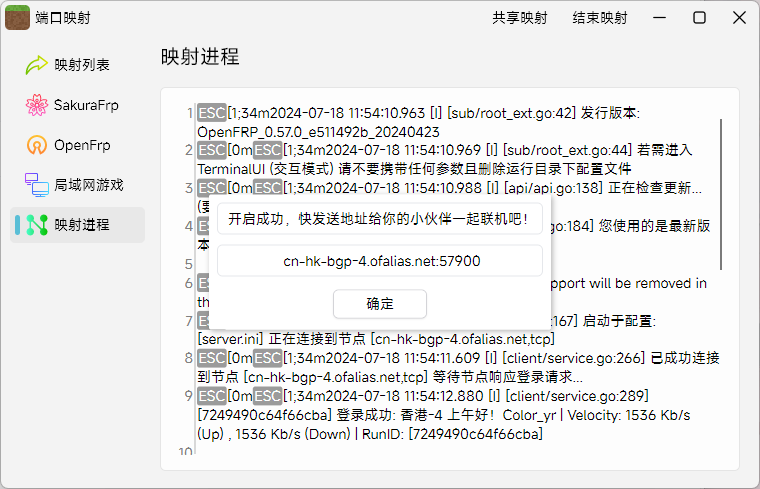 端口映射
共享映射
结束映射
映射列表
SakuraFrp
OpenFrp
局域网游戏
映射进程
映射进程
1 ESC[1;34m2024-07-18 11:54:10.963 [I] [sub/root_ext.go:42] 发行版本:
OpenFRP_0.57.0_e511492b_20240423
2 ESC[0mESC[1;34m2024-07-18 11:54:10.969 [I] [sub/root_ext.go:44] 若需进入
TerminalUI (交互模式) 请不要携带任何参数且删除运行目录下配置文件
3 ESC[0mESC[1;34m2024-07-18 11:54:10.988 [I] [api/api.go:138] 正在检查更新...
4
go:184] 您使用的是最新版
本
5
6
pport will be removed in
th
7
167] 启动于配置:
[server.ini] 正在连接到节点 [cn-hk-bgp-4.ofalias.net,tcp]
8 ESC[0mESC[1;34m2024-07-18 11:54:11.609 [I] [client/service.go:266] 已成功连接
到节点 [cn-hk-bgp-4.ofalias.net,tcp] 等待节点响应登录请求...
9 ESC[0mESC[1;34m2024-07-18 11:54:12.880 [I] [client/service.go:289]
[7249490c64f66cba] 登录成功: 香港-4 上午好！Color_yr | Velocity: 1536 Kb/s
(Up) , 1536 Kb/s (Down) | RunID: [7249490c64f66cba]
10
开启成功，快发送地址给你的小伙伴一起联机吧！
cn-hk-bgp-4.ofalias.net:57900
确定